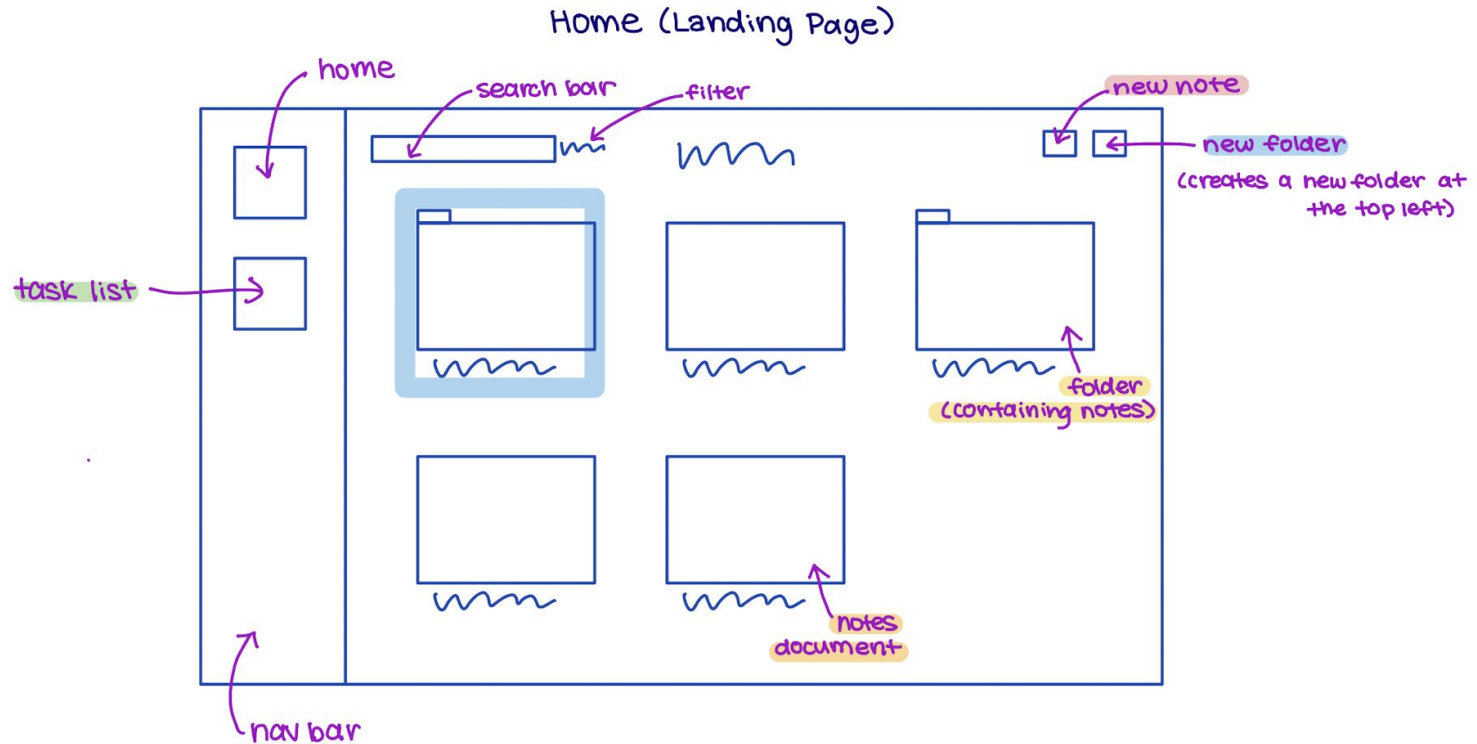 Home (Landing Page)
home
search bar
filter
new note
new folder
(creates a new folder at
the top left)
task list
folder
(containing notes)
notes
document
nav bar